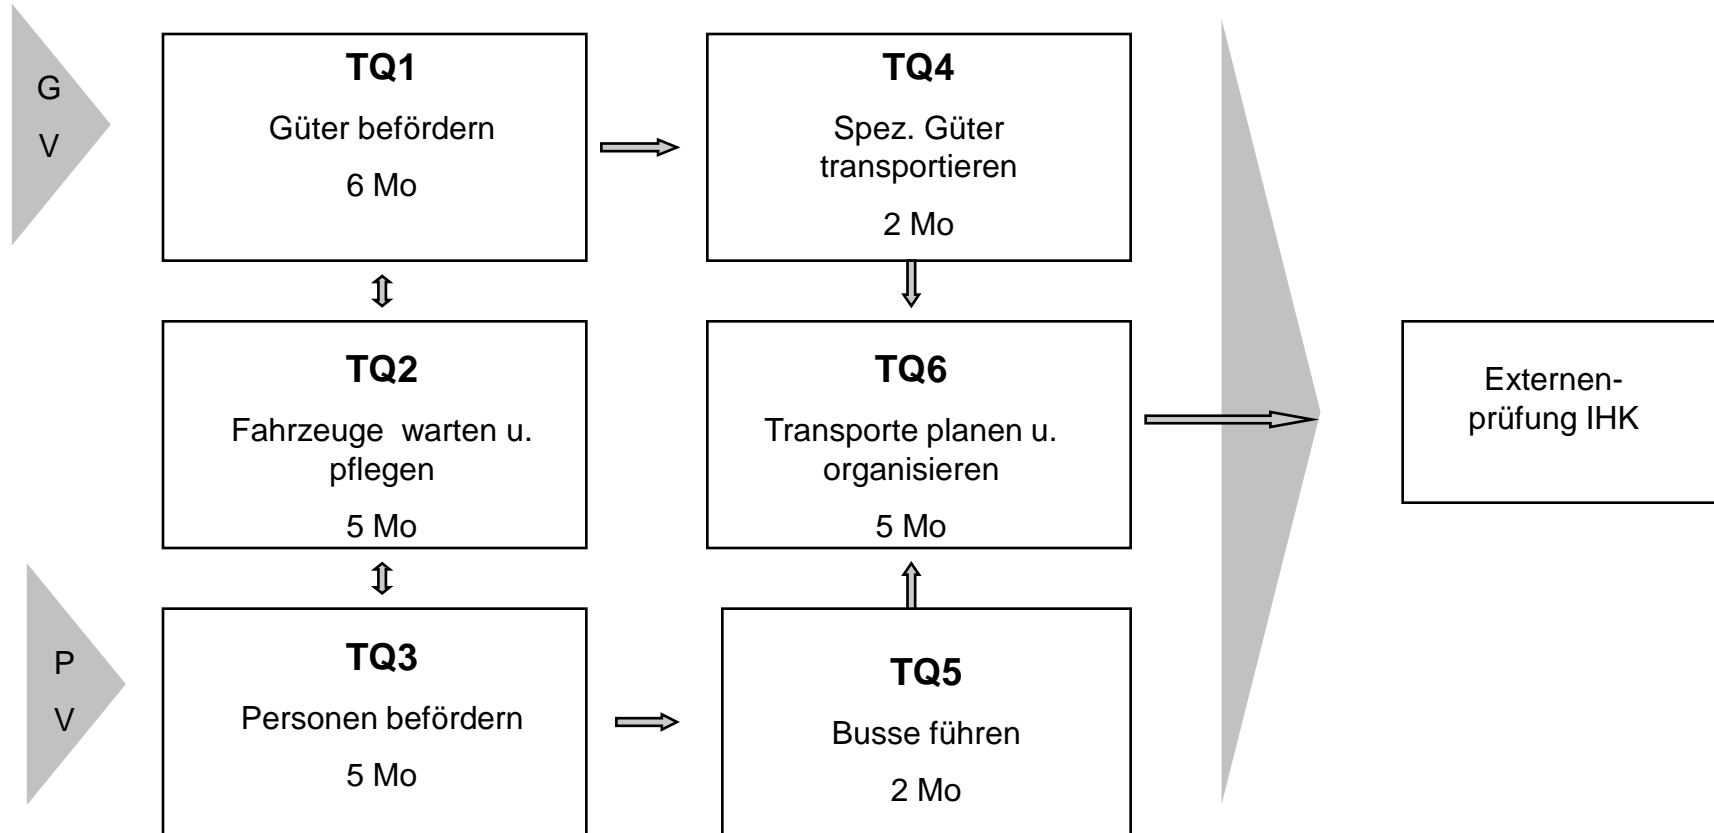 G
V
TQ1
Güter befördern
6 Mo
TQ4
Spez. Güter
transportieren
2 Mo
TQ2
Fahrzeuge warten u.
pflegen
5 Mo
TQ6
Transporte planen u.
organisieren
5 Mo
Externen-
prüfung IHK
P
V
TQ3
Personen befördern
5 Mo
TQ5
Busse führen
2 Mo